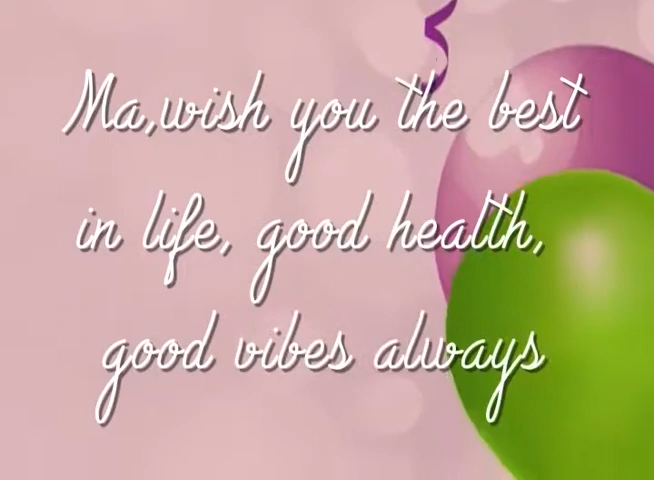 Ma,wish you the best
in life, good health,
good vibes always